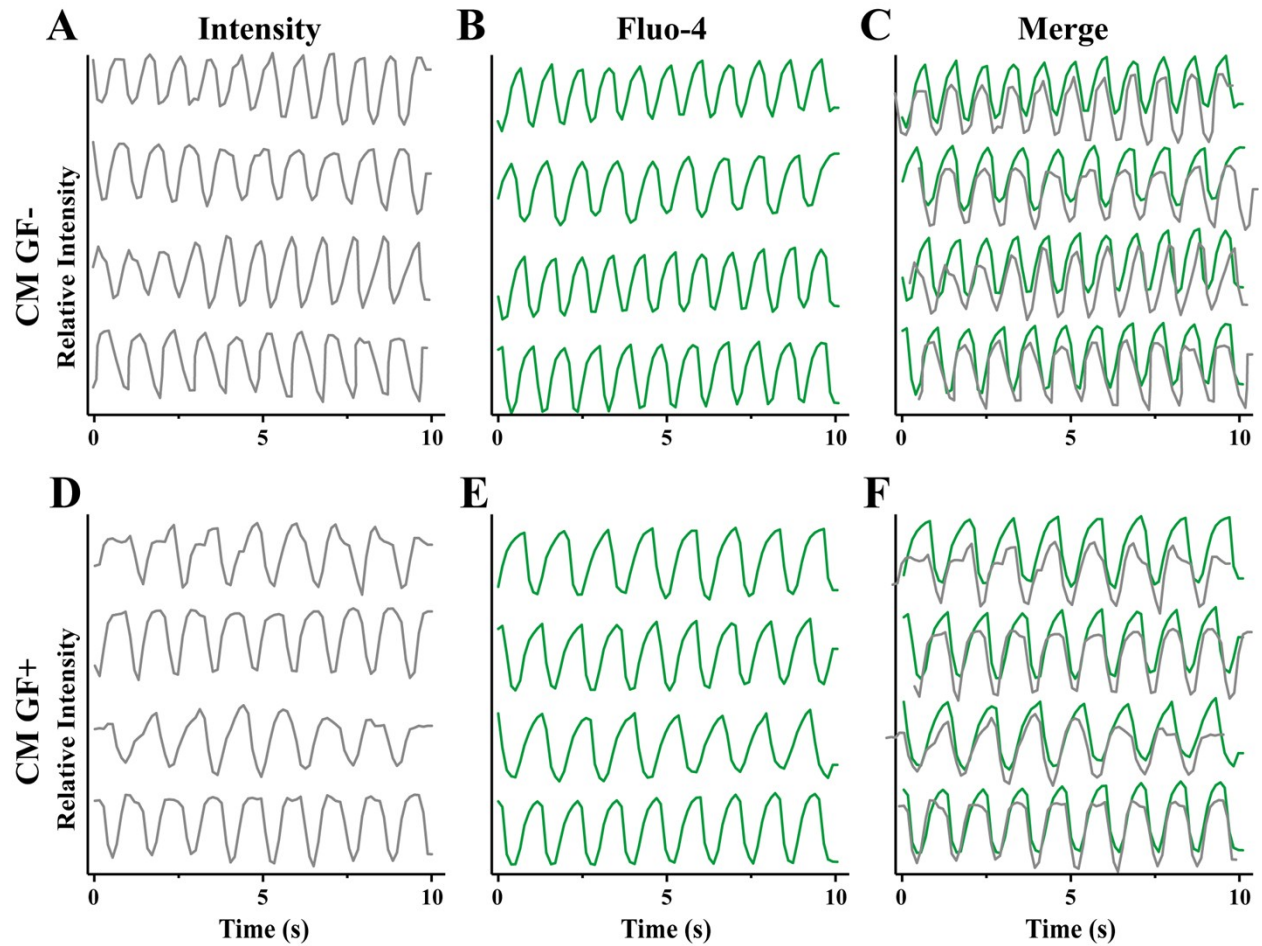 A Intensity
B Fluo-4
C Merge
CM GF-
Relative Intensity
0 5 10
0 5 10
0 5 10
D
E
F
CM GF+
Relative Intensity
0 5 10
0 5 10
0 5 10
Time (s)
Time (s)
Time (s)